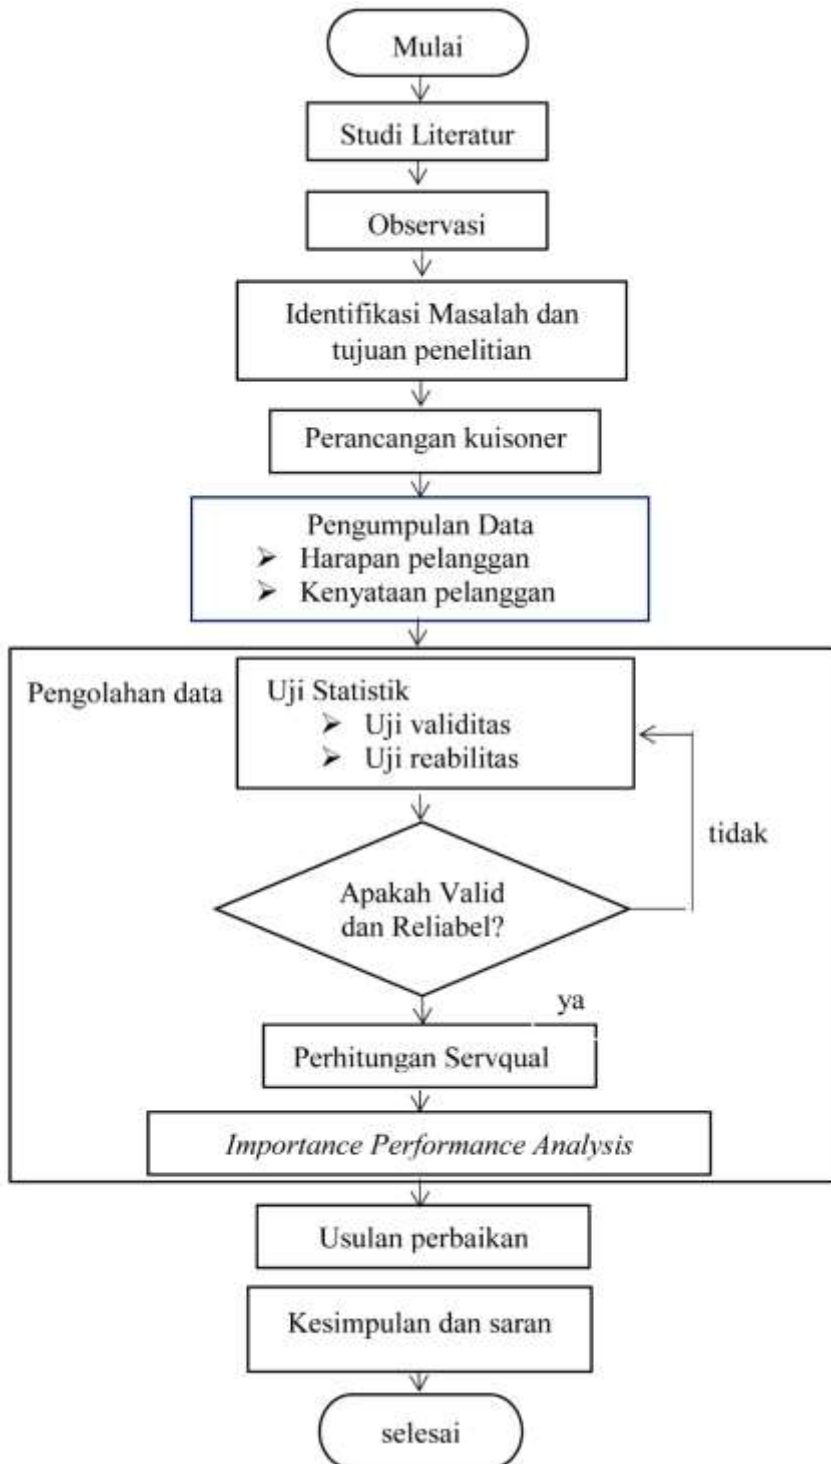 Mulai
Studi Literatur
Observasi
Identifikasi Masalah dan
tujuan penelitian
Perancangan kuisoner
Pengumpulan Data
➢ Harapan pelanggan
➢ Kenyataan pelanggan
Pengolahan data
Uji Statistik
➢ Uji validitas
➢ Uji reabilitas
tidak
Apakah Valid
dan Reliabel?
ya
Perhitungan Servqual
Importance Performance Analysis
Usulan perbaikan
Kesimpulan dan saran
selesai